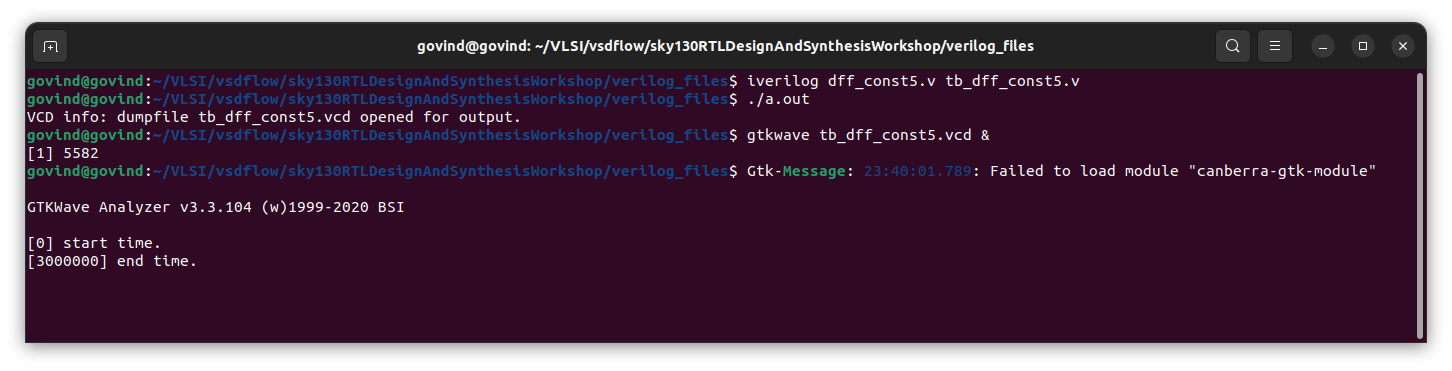 govind@govind: ~/VLSI/vsdflow/sky130RTLDesignAndSynthesisWorkshop/verilog_files
govind@govind:~/VLSI/vsdflow/sky130RTLDesignAndSynthesisWorkshop/verilog_files$ iverilog dff_const5.v tb_dff_const5.v
govind@govind:~/VLSI/vsdflow/sky130RTLDesignAndSynthesisWorkshop/verilog_files$ ./a.out
VCD info: dumpfile tb_dff_const5.vcd opened for output.
govind@govind:~/VLSI/vsdflow/sky130RTLDesignAndSynthesisWorkshop/verilog_files$ gtkwave tb_dff_const5.vcd &
[1] 5582
govind@govind:~/VLSI/vsdflow/sky130RTLDesignAndSynthesisWorkshop/verilog_files$ Gtk-Message: 23:40:01.789: Failed to load module "canberra-gtk-module"
GTKWave Analyzer v3.3.104 (w)1999-2020 BSI
[0] start time.
[3000000] end time.